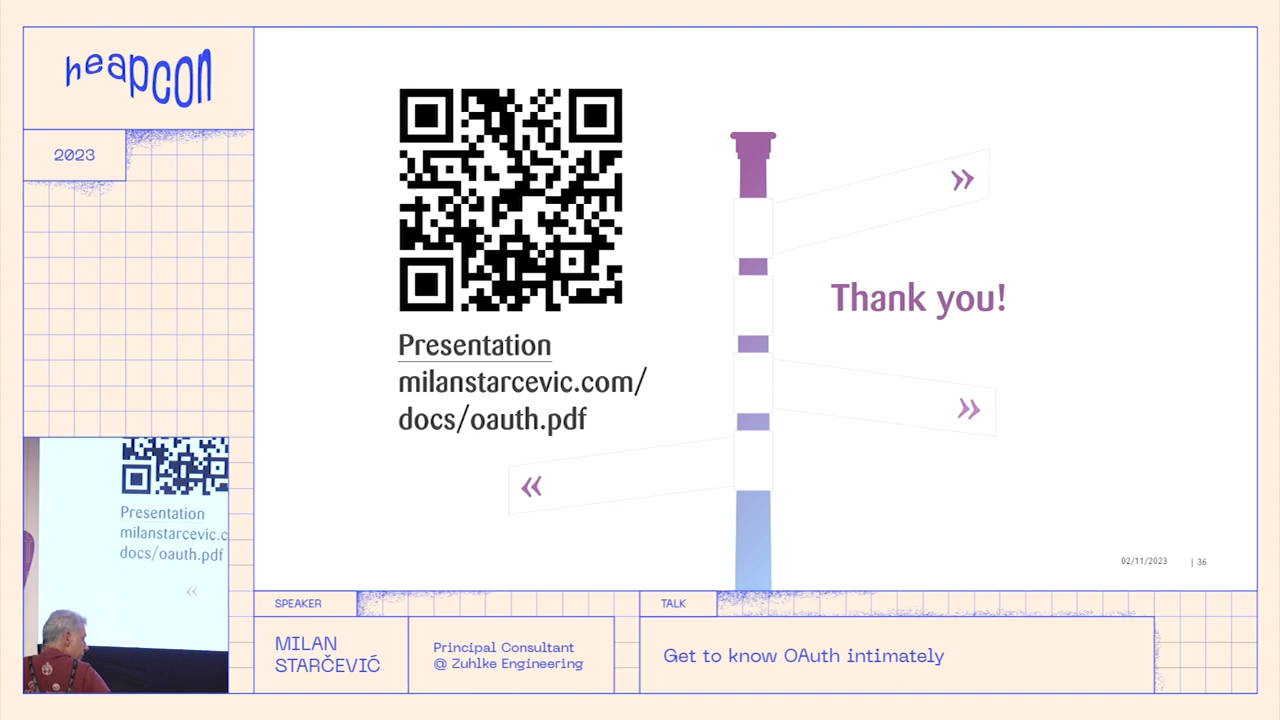 heapcon
2023
Presentation
milanstarcevic.com/
docs/oauth.pdf
»
Thank you!
»
«
02/11/2023 | 36
Presentation
milanstarcevic.c
docs/oauth.pdf
«
SPEAKER
MILAN
STARČEVIĆ
Principal Consultant
@ Zuhlke Engineering
TALK
Get to know OAuth intimately